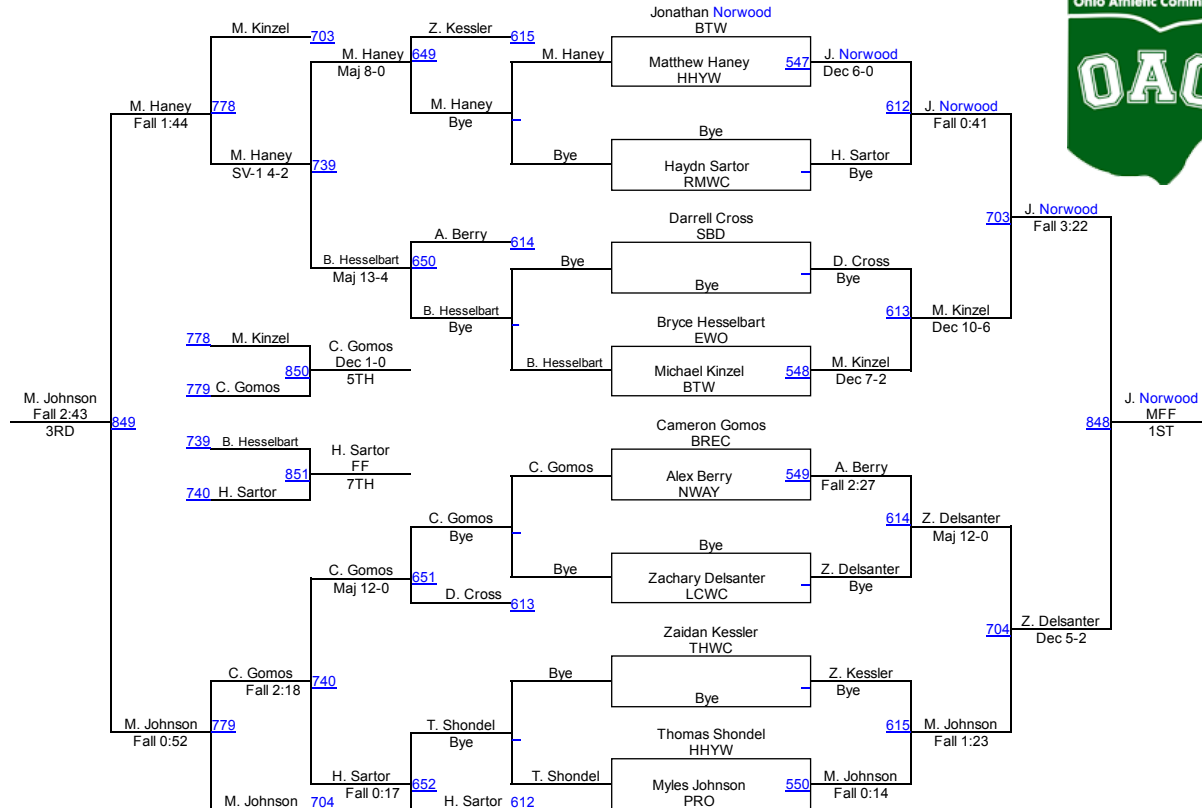 Ohio Athletic Comm
OAC
Jonathan Norwood
BTW
Matthew Haney
HHYW
547
J. Norwood
Dec 6-0
Bye
Haydn Sartor
RMWC
H. Sartor
Bye
612
J. Norwood
Fall 0:41
Darrell Cross
SBD
Bye
D. Cross
Bye
Bryce Hesselbart
EWO
Michael Kinzel
BTW
548
M. Kinzel
Dec 7-2
613
M. Kinzel
Dec 10-6
703
J. Norwood
Fall 3:22
Cameron Gomos
BREC
Alex Berry
NWAY
549
A. Berry
Fall 2:27
Bye
Zachary Delsanter
LCWC
Z. Delsanter
Bye
614
Z. Delsanter
Maj 12-0
Zaidan Kessler
THWC
Bye
Z. Kessler
Bye
Thomas Shondel
HHYW
Myles Johnson
PRO
550
M. Johnson
Fall 0:14
615
M. Johnson
Fall 1:23
704
Z. Delsanter
Dec 5-2
848
J. Norwood
MFF
1ST
M. Haney
Bye
Z. Kessler
615
M. Haney
Bye
649
M. Haney
Maj 8-0
Bye
B. Hesselbart
A. Berry
614
B. Hesselbart
Bye
650
B. Hesselbart
Maj 13-4
M. Kinzel
703
M. Haney
SV-1 4-2
739
778
M. Haney
Fall 1:44
778
M. Kinzel
779
C. Gomos
850
C. Gomos
Dec 1-0
5TH
739
B. Hesselbart
740
H. Sartor
851
H. Sartor
FF
7TH
M. Johnson
Fall 2:43
3RD
849
C. Gomos
Bye
C. Gomos
Bye
D. Cross
613
651
C. Gomos
Maj 12-0
Bye
T. Shondel
T. Shondel
Bye
H. Sartor
612
652
H. Sartor
Fall 0:17
740
C. Gomos
Fall 2:18
M. Johnson
704
779
M. Johnson
Fall 0:52